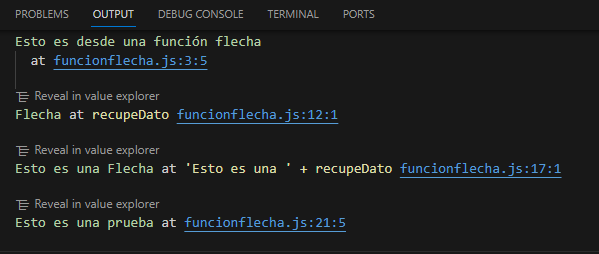 PROBLEMS OUTPUT DEBUG CONSOLE TERMINAL PORTS
Esto es desde una función flecha
at funcionflecha.js:3:5
Reveal in value explorer
Flecha at recupeDato funcionflecha.js:12:1
Reveal in value explorer
Esto es una Flecha at 'Esto es una ' + recupeDato funcionflecha.js:17:1
Reveal in value explorer
Esto es una prueba at funcionflecha.js:21:5